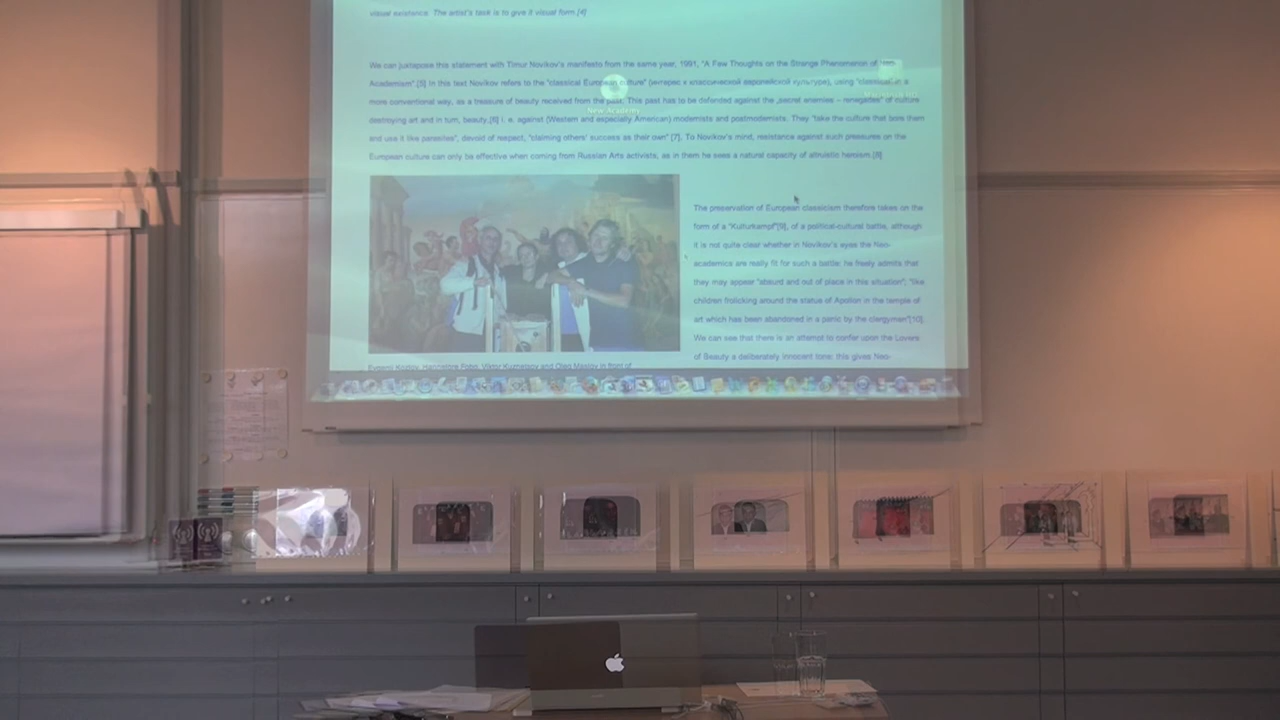 visual existence. The artist's task is to give it visual form.[4]
We can juxtapose this statement with Timur Novikov's manifesto from the same year, 1991, "A Few Thoughts on the Strange Phenomenon of
Academism".[5] In this text Novikov refers to the "classical European culture" (интерес к классической европейской культуре), using "classical" in a
more conventional way, as a treasure of beauty received from the past. This past has to be defended against the „secret enemies – renegades" of culture
New Academy
destroying art and in turn, beauty,[6] i. e. against (Western and especially American) modernists and postmodernists. They "take the culture that bore them
and use it like parasites", devoid of respect, "claiming others' success as their own" [7]. To Novikov's mind, resistance against such pressures on the
European culture can only be effective when coming from Russian Arts activists, as in them he sees a natural capacity of altruistic heroism.[8]
The preservation of European classicism therefore takes on the
form of a "Kulturkampf"[9], of a political-cultural battle, although
it is not quite clear whether in Novikov's eyes the Neo-
academics are really fit for such a battle: he freely admits that
they may appear "absurd and out of place in this situation"; "like
children frolicking around the statue of Apollon in the temple of
art which has been abandoned in a panic by the clergymen"[10]
We can see that there is an attempt to confer upon the Lovers
of Beauty a deliberately innocent tone: this gives Neo-
Viktor Kuznetsov and Oleg Maslov in front of